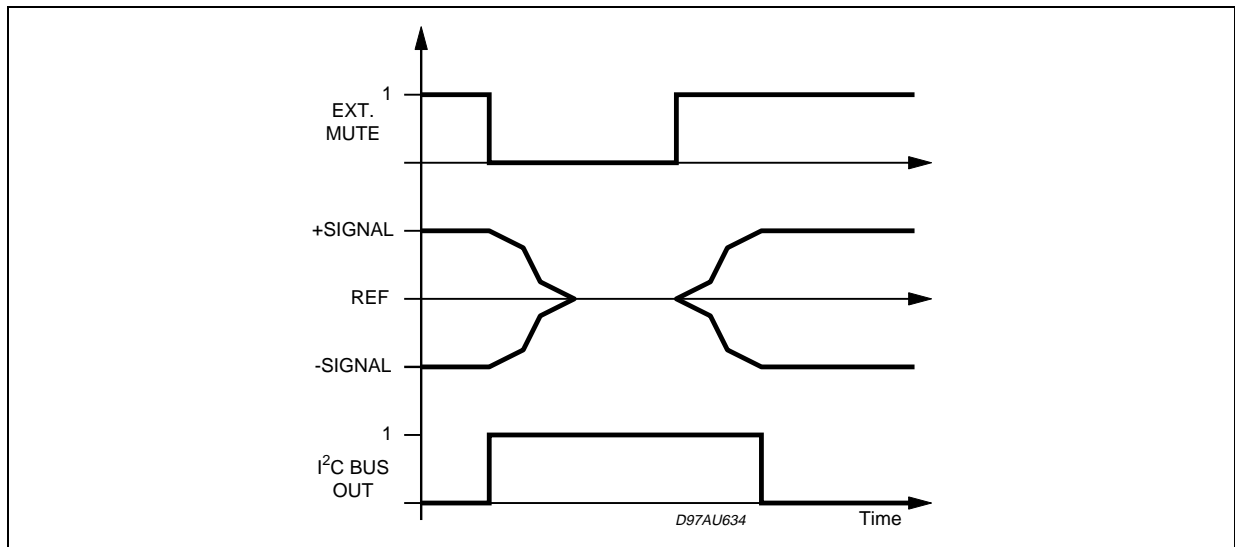 1
EXT.
MUTE
+SIGNAL
REF
-SIGNAL
1
I²C BUS
OUT
D97AU634
Time